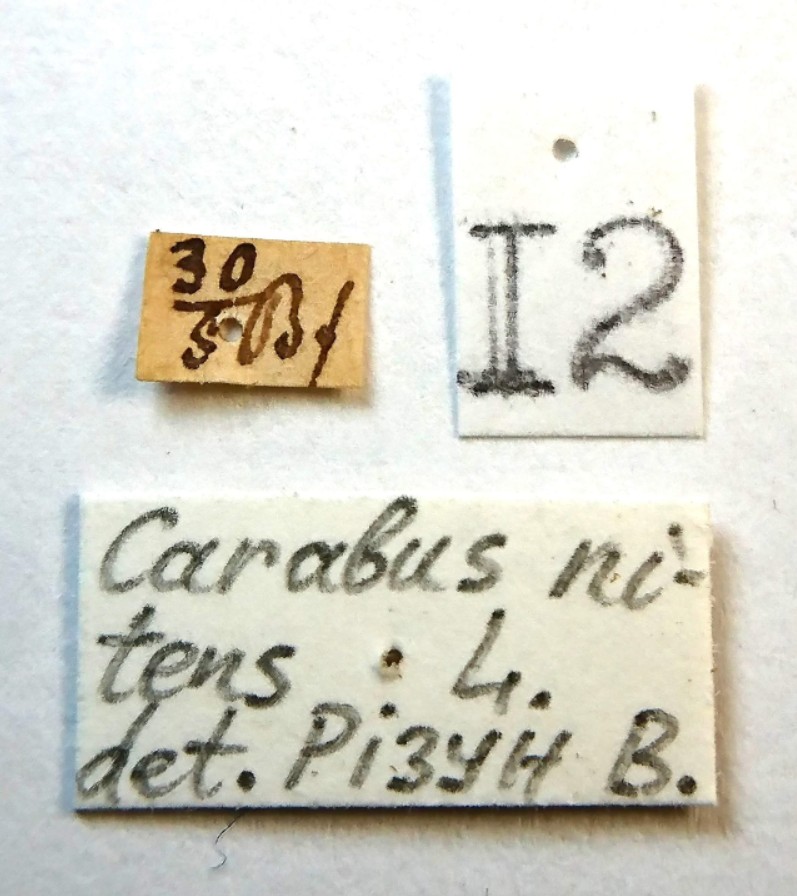 30
5
I2
Carabus ni-
tens L.
det. Різун В.